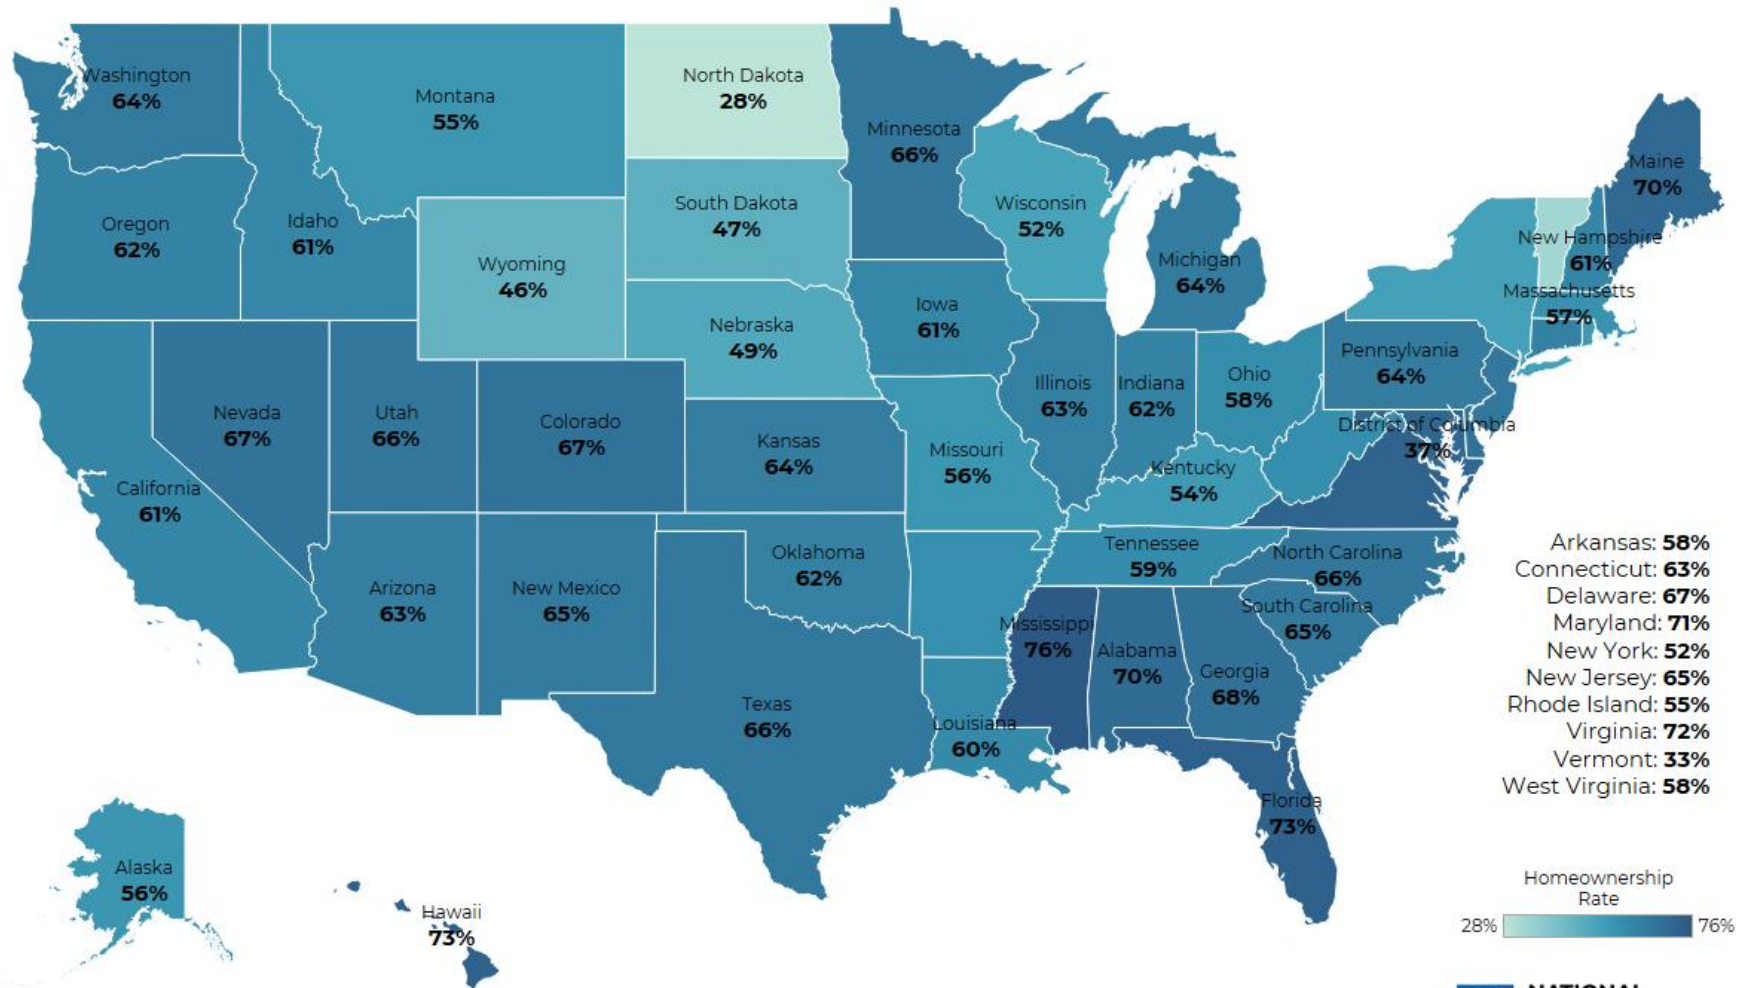 Washington
64%
Montana
55%
North Dakota
28%
Minnesota
66%
Maine
70%
Oregon
62%
Idaho
61%
Wyoming
46%
South Dakota
47%
Wisconsin
52%
Michigan
64%
New Hampshire
61%
Massachusetts
57%
Nebraska
49%
Iowa
61%
Pennsylvania
64%
Nevada
67%
Utah
66%
Colorado
67%
Kansas
64%
Missouri
56%
Illinois
63%
Indiana
62%
Ohio
58%
District of Columbia
37%
Kentucky
54%
California
61%
Arizona
63%
New Mexico
65%
Oklahoma
62%
Tennessee
59%
North Carolina
66%
South Carolina
65%
Mississippi
76%
Alabama
70%
Georgia
68%
Texas
66%
Louisiana
60%
Florida
73%
Alaska
56%
Hawaii
73%
Arkansas: 58%
Connecticut: 63%
Delaware: 67%
Maryland: 71%
New York: 52%
New Jersey: 65%
Rhode Island: 55%
Virginia: 72%
Vermont: 33%
West Virginia: 58%
Homeownership
Rate
28%
76%
NATIONAL